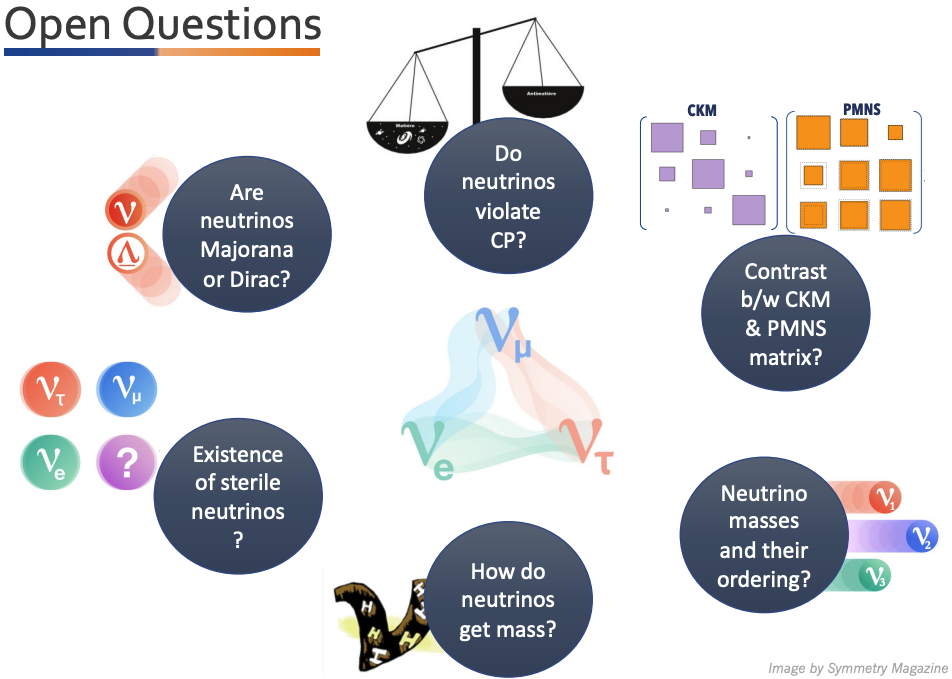 Open Questions
Matière
Antimatière
Do
neutrinos
violate
CP?
CKM
PMNS
Are
neutrinos
Majorana
or Dirac?
ν
ν
Contrast
b/w CKM
& PMNS
matrix?
νμ
νe
ντ
ντ
νμ
νe
?
Existence
of sterile
neutrinos
?
Neutrino
masses
and their
ordering?
ν1
ν2
ν3
How do
neutrinos
get mass?
H
H
H
H
H
H
Image by Symmetry Magazine